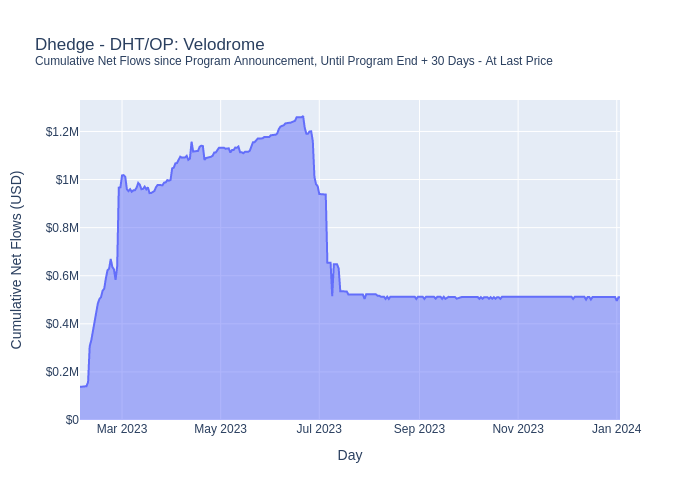 Dhedge - DHT/OP: Velodrome
Cumulative Net Flows since Program Announcement, Until Program End + 30 Days - At Last Price
Cumulative Net Flows (USD)
$1.2M
$1M
$0.8M
$0.6M
$0.4M
$0.2M
$0
Mar 2023 May 2023 Jul 2023 Sep 2023 Nov 2023 Jan 2024
Day